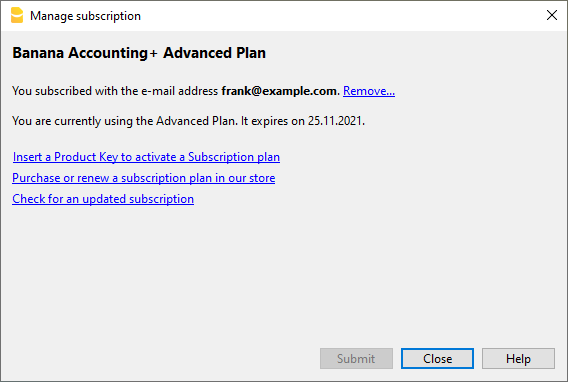 Manage subscription
Banana Accounting+ Advanced Plan
You subscribed with the e-mail address frank@example.com. Remove...
You are currently using the Advanced Plan. It expires on 25.11.2021.
Insert a Product Key to activate a Subscription plan
Purchase or renew a subscription plan in our store
Check for an updated subscription
Submit Close Help